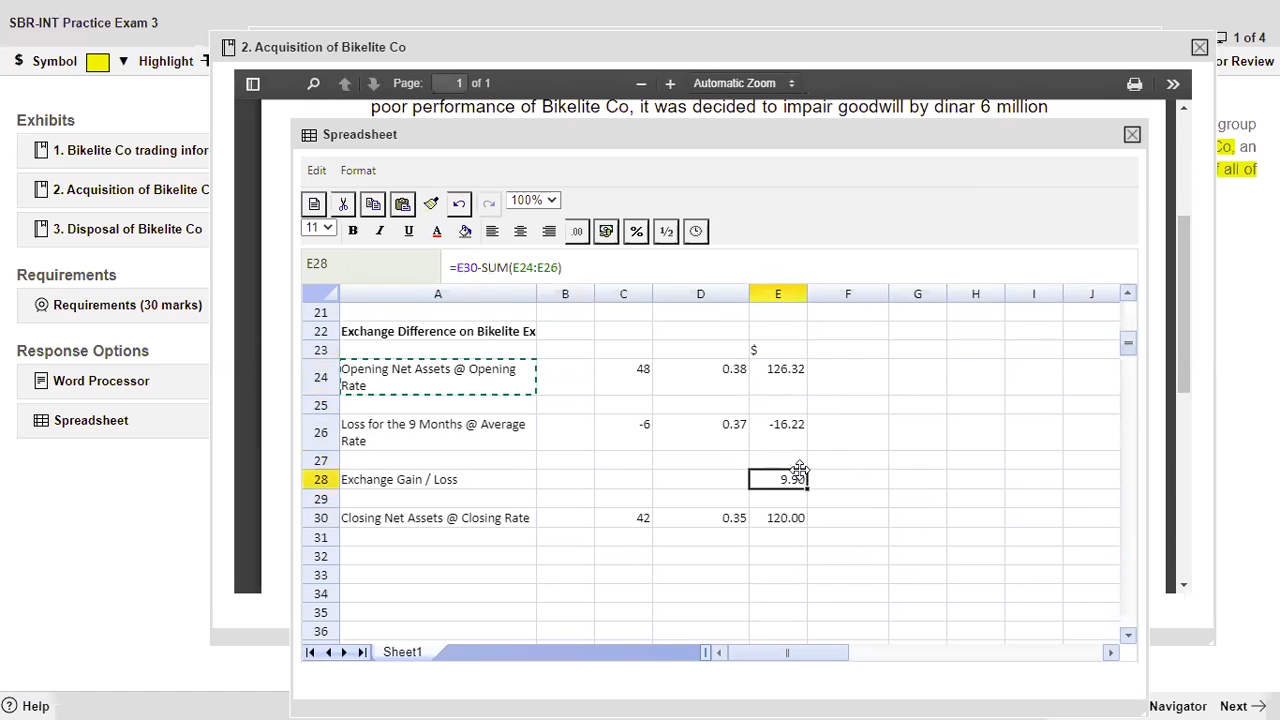 SBR-INT Practice Exam 3
1 of 4
Symbol
Highlight
or Review
2. Acquisition of Bikelite Co
Page: 1 of 1
Automatic Zoom
poor performance of Bikelite Co, it was decided to impair goodwill by dinar 6 million
group
Co, an
f all of
Exhibits
1. Bikelite Co trading infor
2. Acquisition of Bikelite C
3. Disposal of Bikelite Co
Requirements
Requirements (30 marks)
Response Options
Word Processor
Spreadsheet
Spreadsheet
Edit Format
100%
11 B I U A .00 % 1/2
E28 =E30-SUM(E24:E26)
A B C D E F G H I J
21
22 Exchange Difference on Bikelite Ex
23 $
24 Opening Net Assets @ Opening Rate 48 0.38 126.32
25
26 Loss for the 9 Months @ Average Rate -6 0.37 -16.22
27
28 Exchange Gain / Loss 9.90
29
30 Closing Net Assets @ Closing Rate 42 0.35 120.00
31
32
33
34
35
36
Sheet1
Help
Navigator
Next